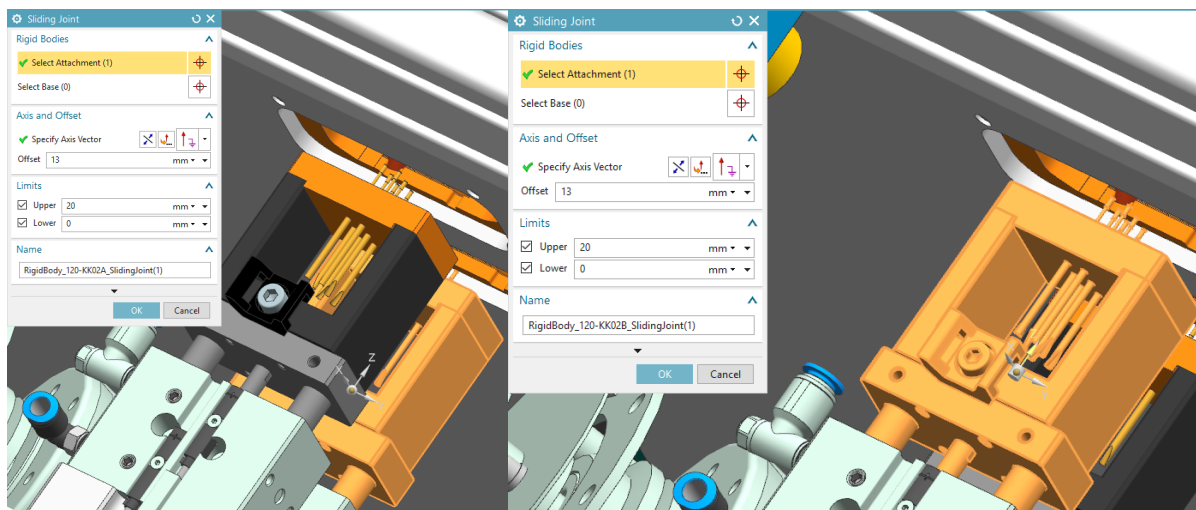 Sliding Joint
Rigid Bodies
Select Attachment (1)
Select Base (0)
Axis and Offset
Specify Axis Vector
Offset 13 mm
Limits
Upper 20 mm
Lower 0 mm
Name
RigidBody_120-KK02A_SlidingJoint(1)
OK Cancel
Z
Sliding Joint
Rigid Bodies
Select Attachment (1)
Select Base (0)
Axis and Offset
Specify Axis Vector
Offset 13 mm
Limits
Upper 20 mm
Lower 0 mm
Name
RigidBody_120-KK02B_SlidingJoint(1)
OK Cancel